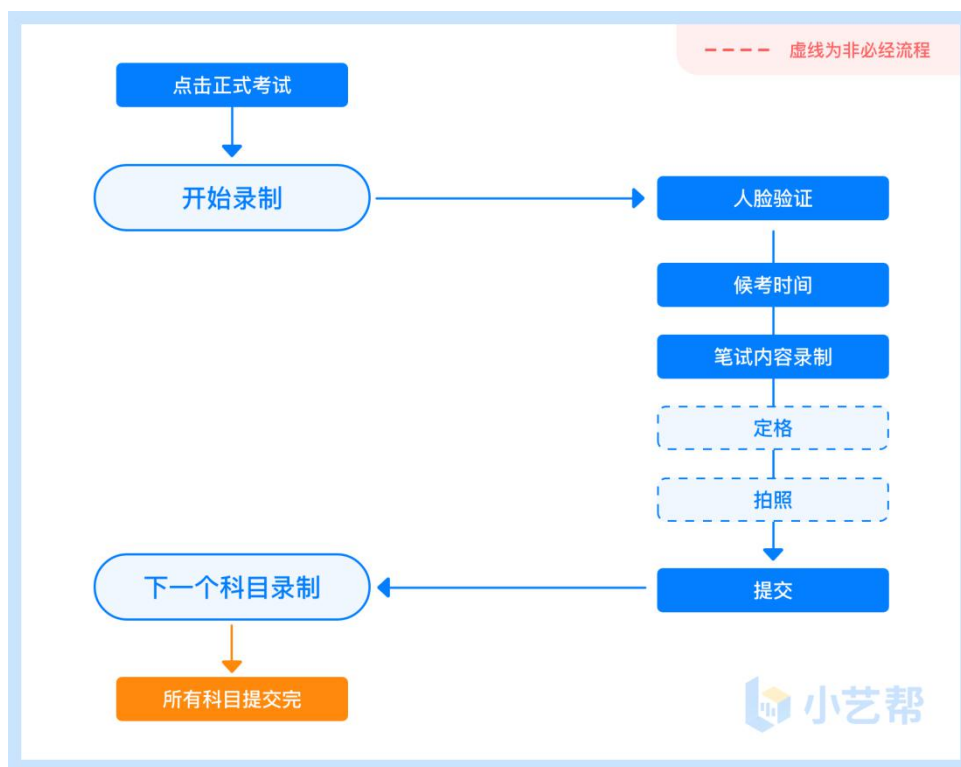 虚线为非必经流程
点击正式考试
开始录制
人脸验证
候考时间
笔试内容录制
定格
拍照
提交
下一个科目录制
所有科目提交完
小艺帮